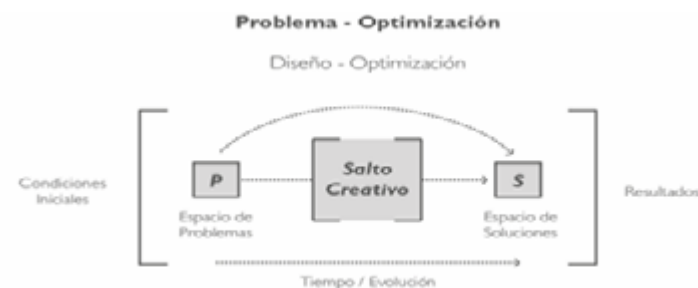 Problema - Optimización
Diseño - Optimización
Condiciones
Iniciales
P
Espacio de
Problemas
Salto
Creativo
S
Espacio de
Soluciones
Resultados
Tiempo / Evolución